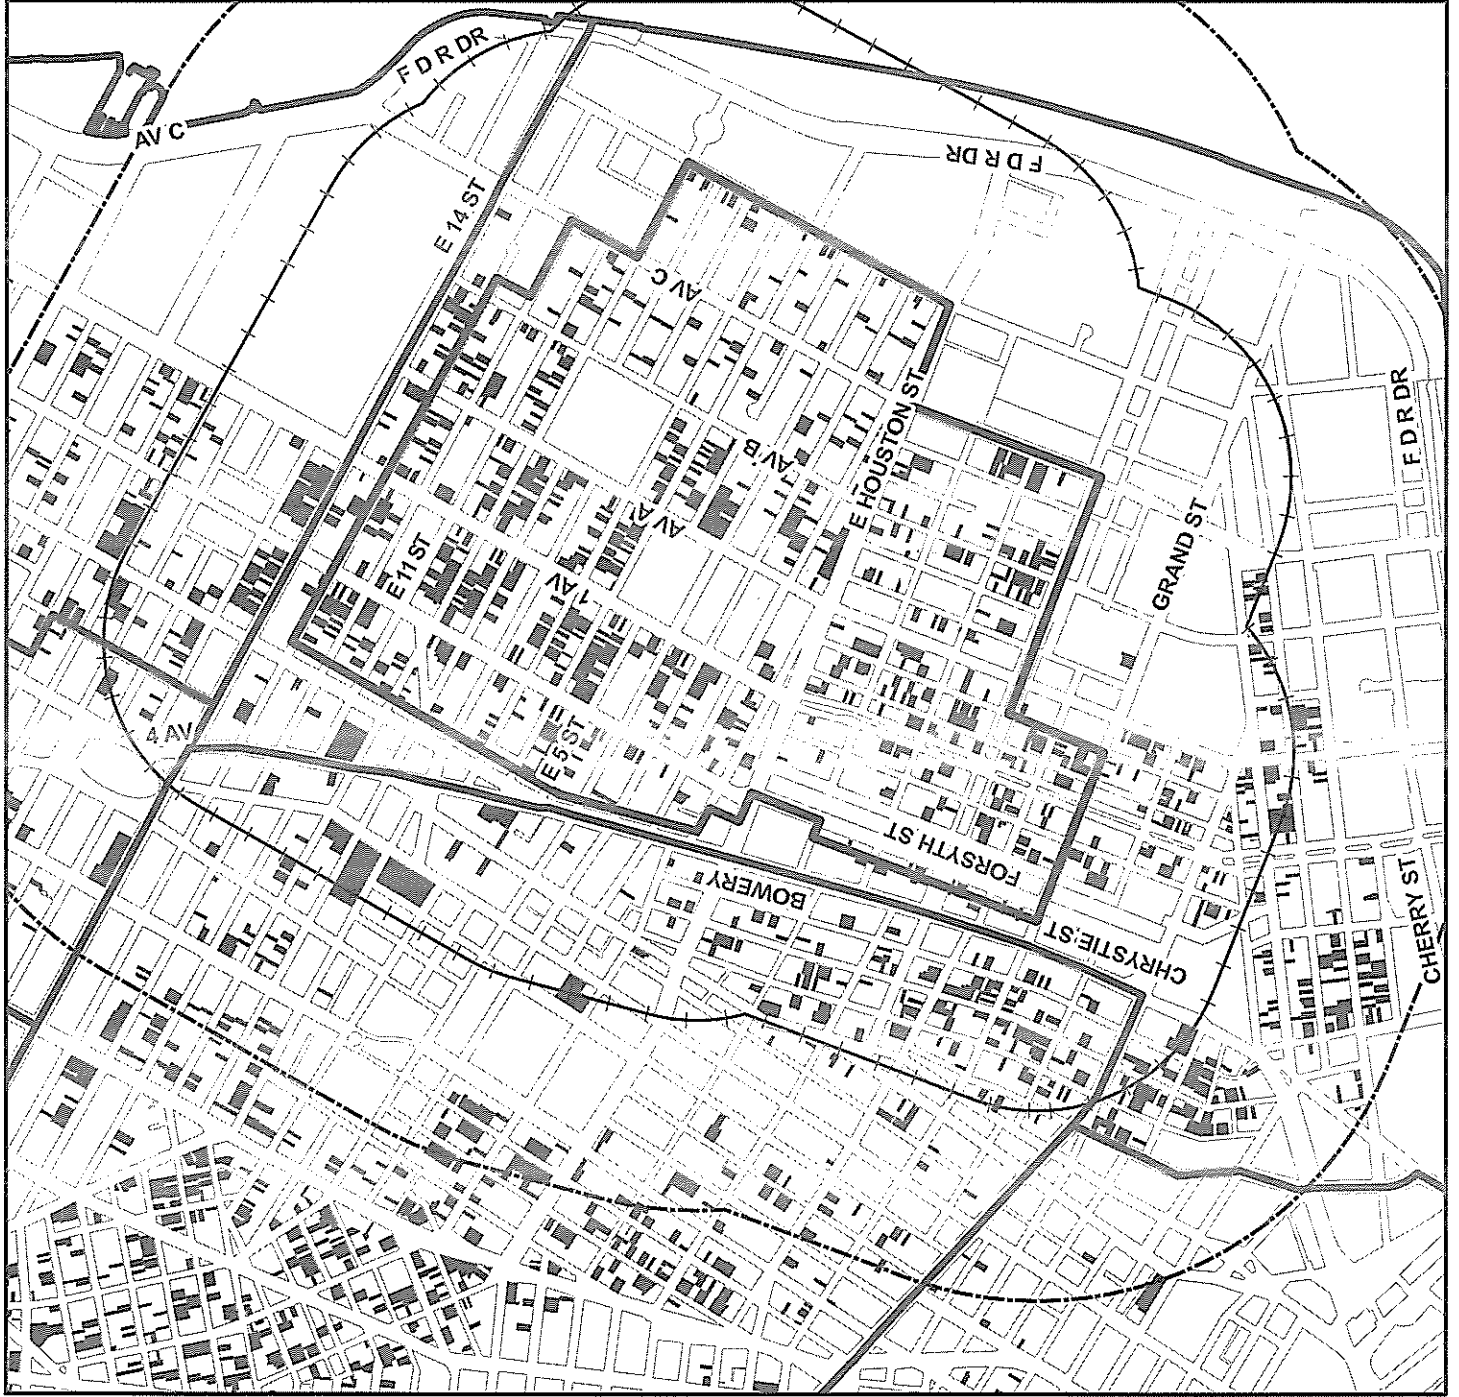 F D R DR
AV C
F D R DR
E 14 ST
AV C
F D R DR
AV B
E HOUSTON ST
AV A
E 11 ST
1 AV
GRAND ST
4 AV
E 5 ST
FORSYTH ST
BOWERY
CHRYSTIE ST
CHERRY ST